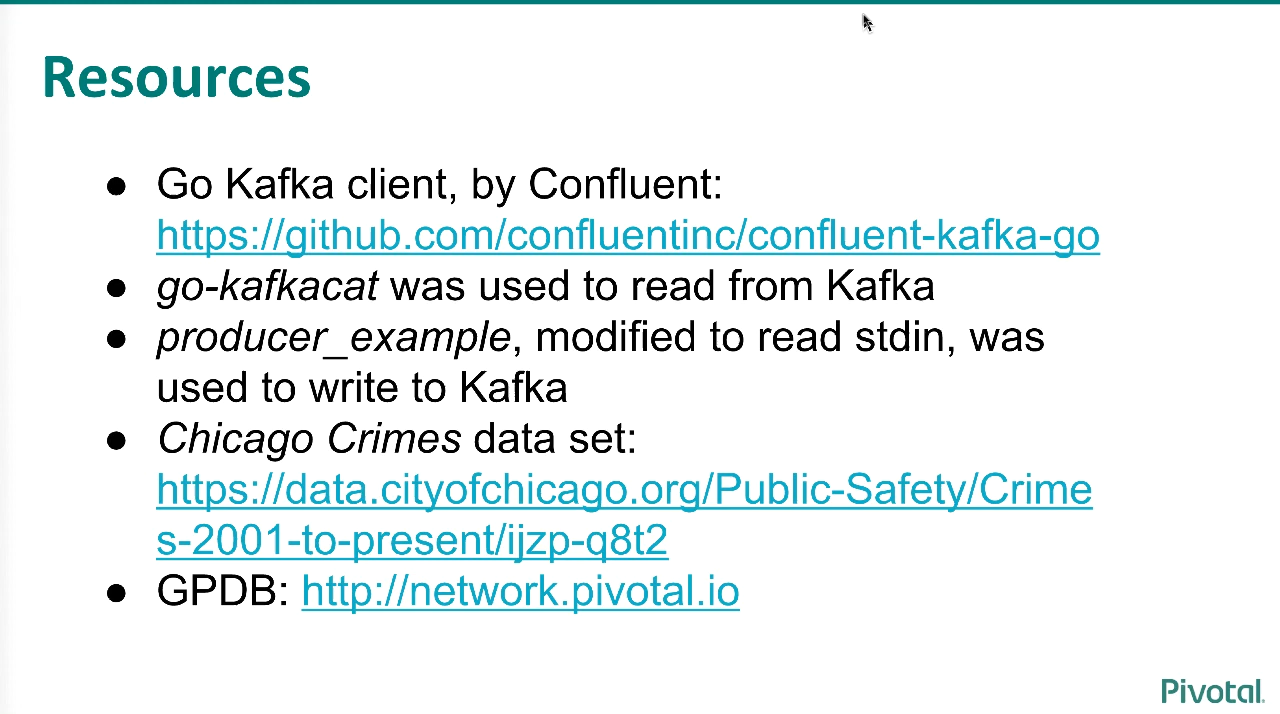 Resources
● Go Kafka client, by Confluent:
https://github.com/confluentinc/confluent-kafka-go
● go-kafkacat was used to read from Kafka
● producer_example, modified to read stdin, was
used to write to Kafka
● Chicago Crimes data set:
https://data.cityofchicago.org/Public-Safety/Crime
s-2001-to-present/ijzp-q8t2
● GPDB: http://network.pivotal.io
Pivotal.